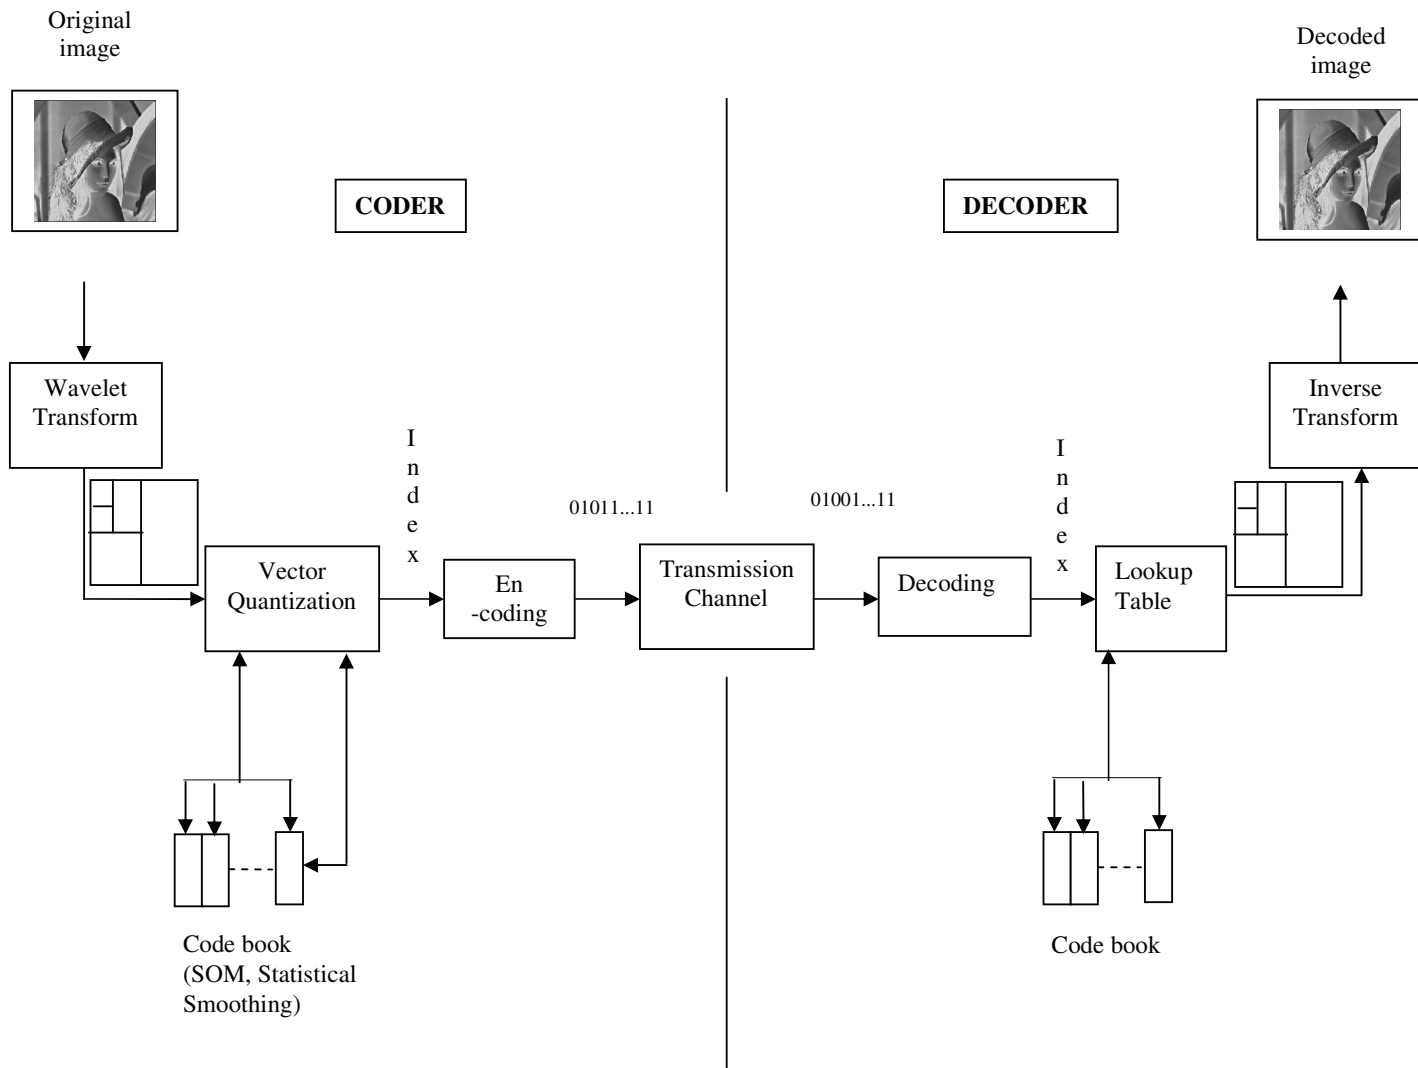 Original
image
Decoded
image
CODER
DECODER
Wavelet
Transform
Inverse
Transform
I
n
d
e
x
I
n
d
e
x
01011...11
01001...11
Vector
Quantization
En
-coding
Transmission
Channel
Decoding
Lookup
Table
Code book
(SOM, Statistical
Smoothing)
Code book